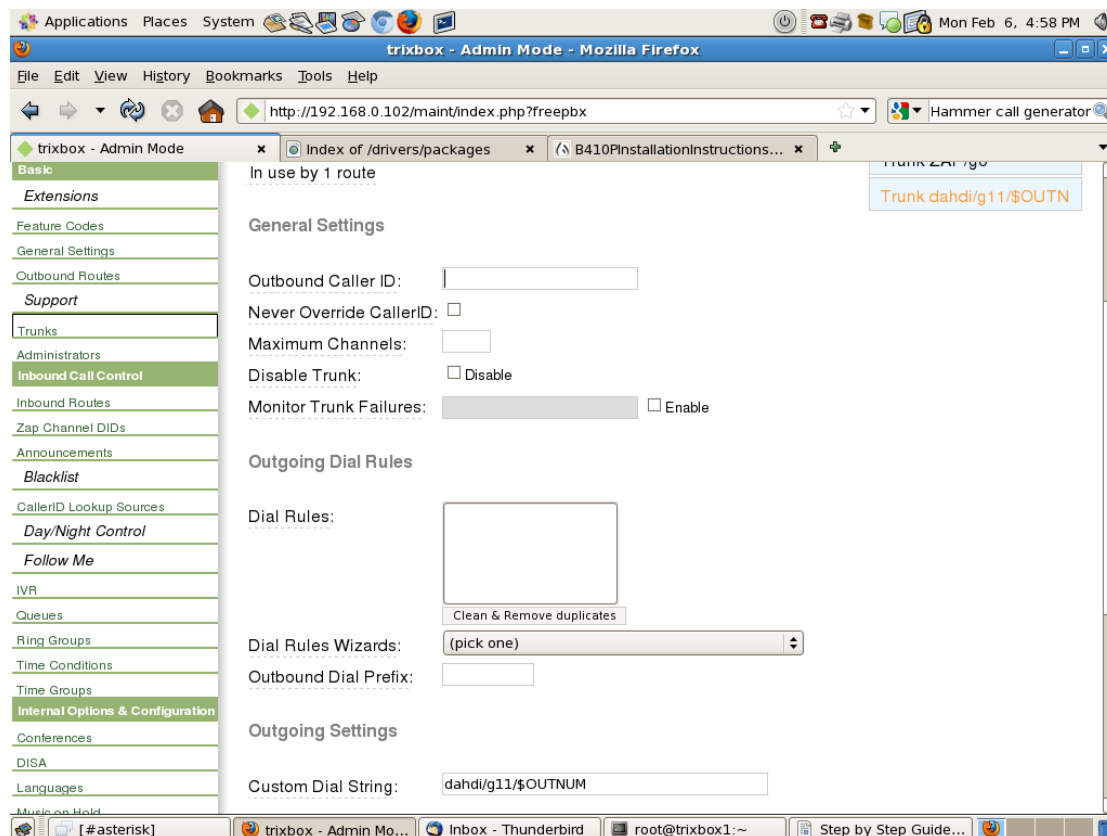 Applications Places System Mon Feb 6, 4:58 PM
trixbox - Admin Mode - Mozilla Firefox
File Edit View History Bookmarks Tools Help
http://192.168.0.102/maint/index.php?freepbx Hammer call generator
trixbox - Admin Mode Index of /drivers/packages B410PInstallationInstructions...
Basic
Extensions
Feature Codes
General Settings
Outbound Routes
Support
Trunks
Administrators
Inbound Call Control
Inbound Routes
Zap Channel DIDs
Announcements
Blacklist
CallerID Lookup Sources
Day/Night Control
Follow Me
IVR
Queues
Ring Groups
Time Conditions
Time Groups
Internal Options & Configuration
Conferences
DISA
Languages
Music on Hold
In use by 1 route
General Settings
Outbound Caller ID:
Never Override CallerID:
Maximum Channels:
Disable Trunk: Disable
Monitor Trunk Failures: Enable
Outgoing Dial Rules
Dial Rules:
Clean & Remove duplicates
Dial Rules Wizards: (pick one)
Outbound Dial Prefix:
Outgoing Settings
Custom Dial String: dahdi/g11/$OUTNUM
Trunk ZAP/g0
Trunk dahdi/g11/$OUTN
[#asterisk] trixbox - Admin Mo... Inbox - Thunderbird root@trixbox1:~ Step by Step Guide...